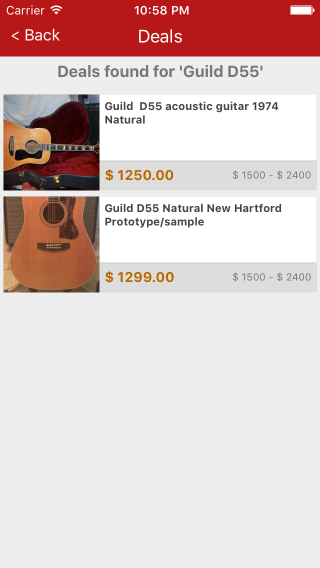 Carrier 10:58 PM
< Back Deals
Deals found for 'Guild D55'
Guild D55 acoustic guitar 1974
Natural
$ 1250.00 $ 1500 - $ 2400
Guild D55 Natural New Hartford
Prototype/sample
$ 1299.00 $ 1500 - $ 2400